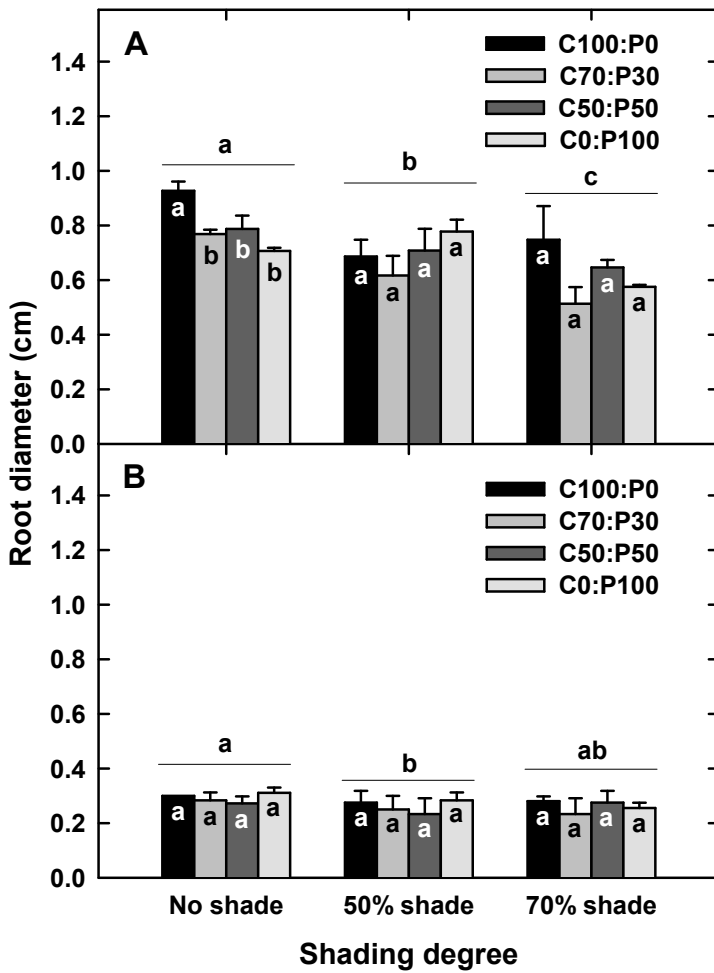 A
C100:P0
C70:P30
C50:P50
C0:P100
1.4
1.2
1.0
0.8
0.6
0.4
0.2
0.0
a
b
c
a
b
b
b
a
a
a
a
a
a
a
a
B
C100:P0
C70:P30
C50:P50
C0:P100
1.4
1.2
1.0
0.8
0.6
0.4
0.2
0.0
a
b
ab
a
a
a
a
a
a
a
a
a
a
a
a
Root diameter (cm)
No shade
50% shade
70% shade
Shading degree